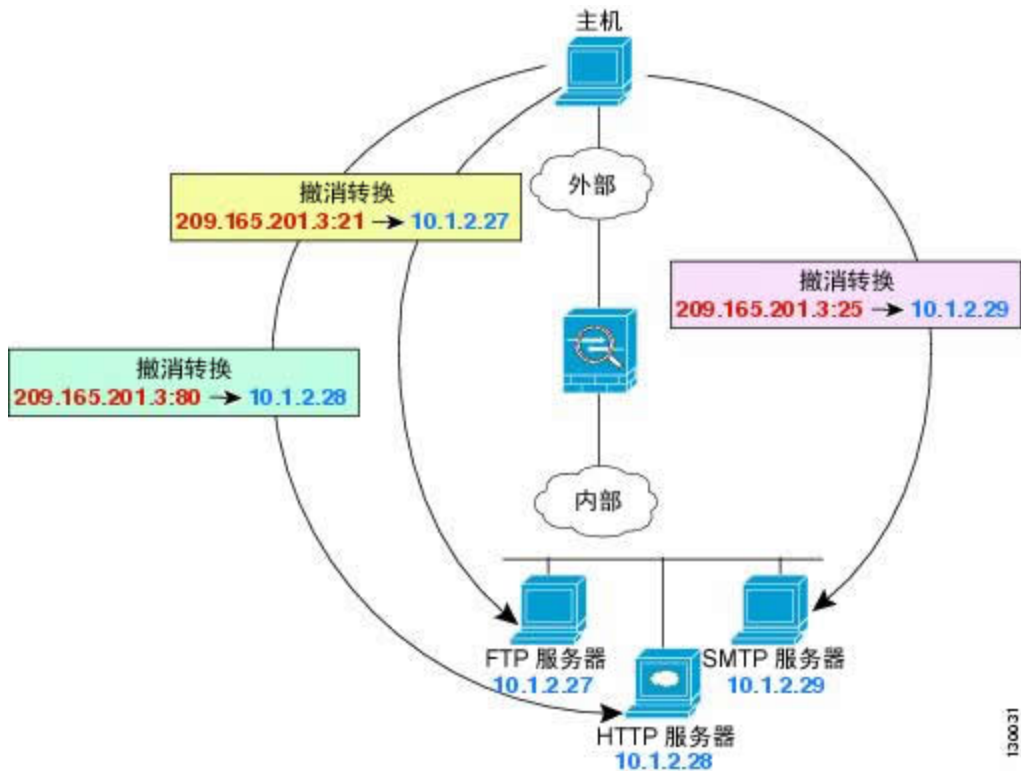 主机
外部
撤消转换
209.165.201.3:21 → 10.1.2.27
撤消转换
209.165.201.3:25 → 10.1.2.29
撤消转换
209.165.201.3:80 → 10.1.2.28
内部
FTP 服务器
10.1.2.27
SMTP 服务器
10.1.2.29
HTTP 服务器
10.1.2.28
130031